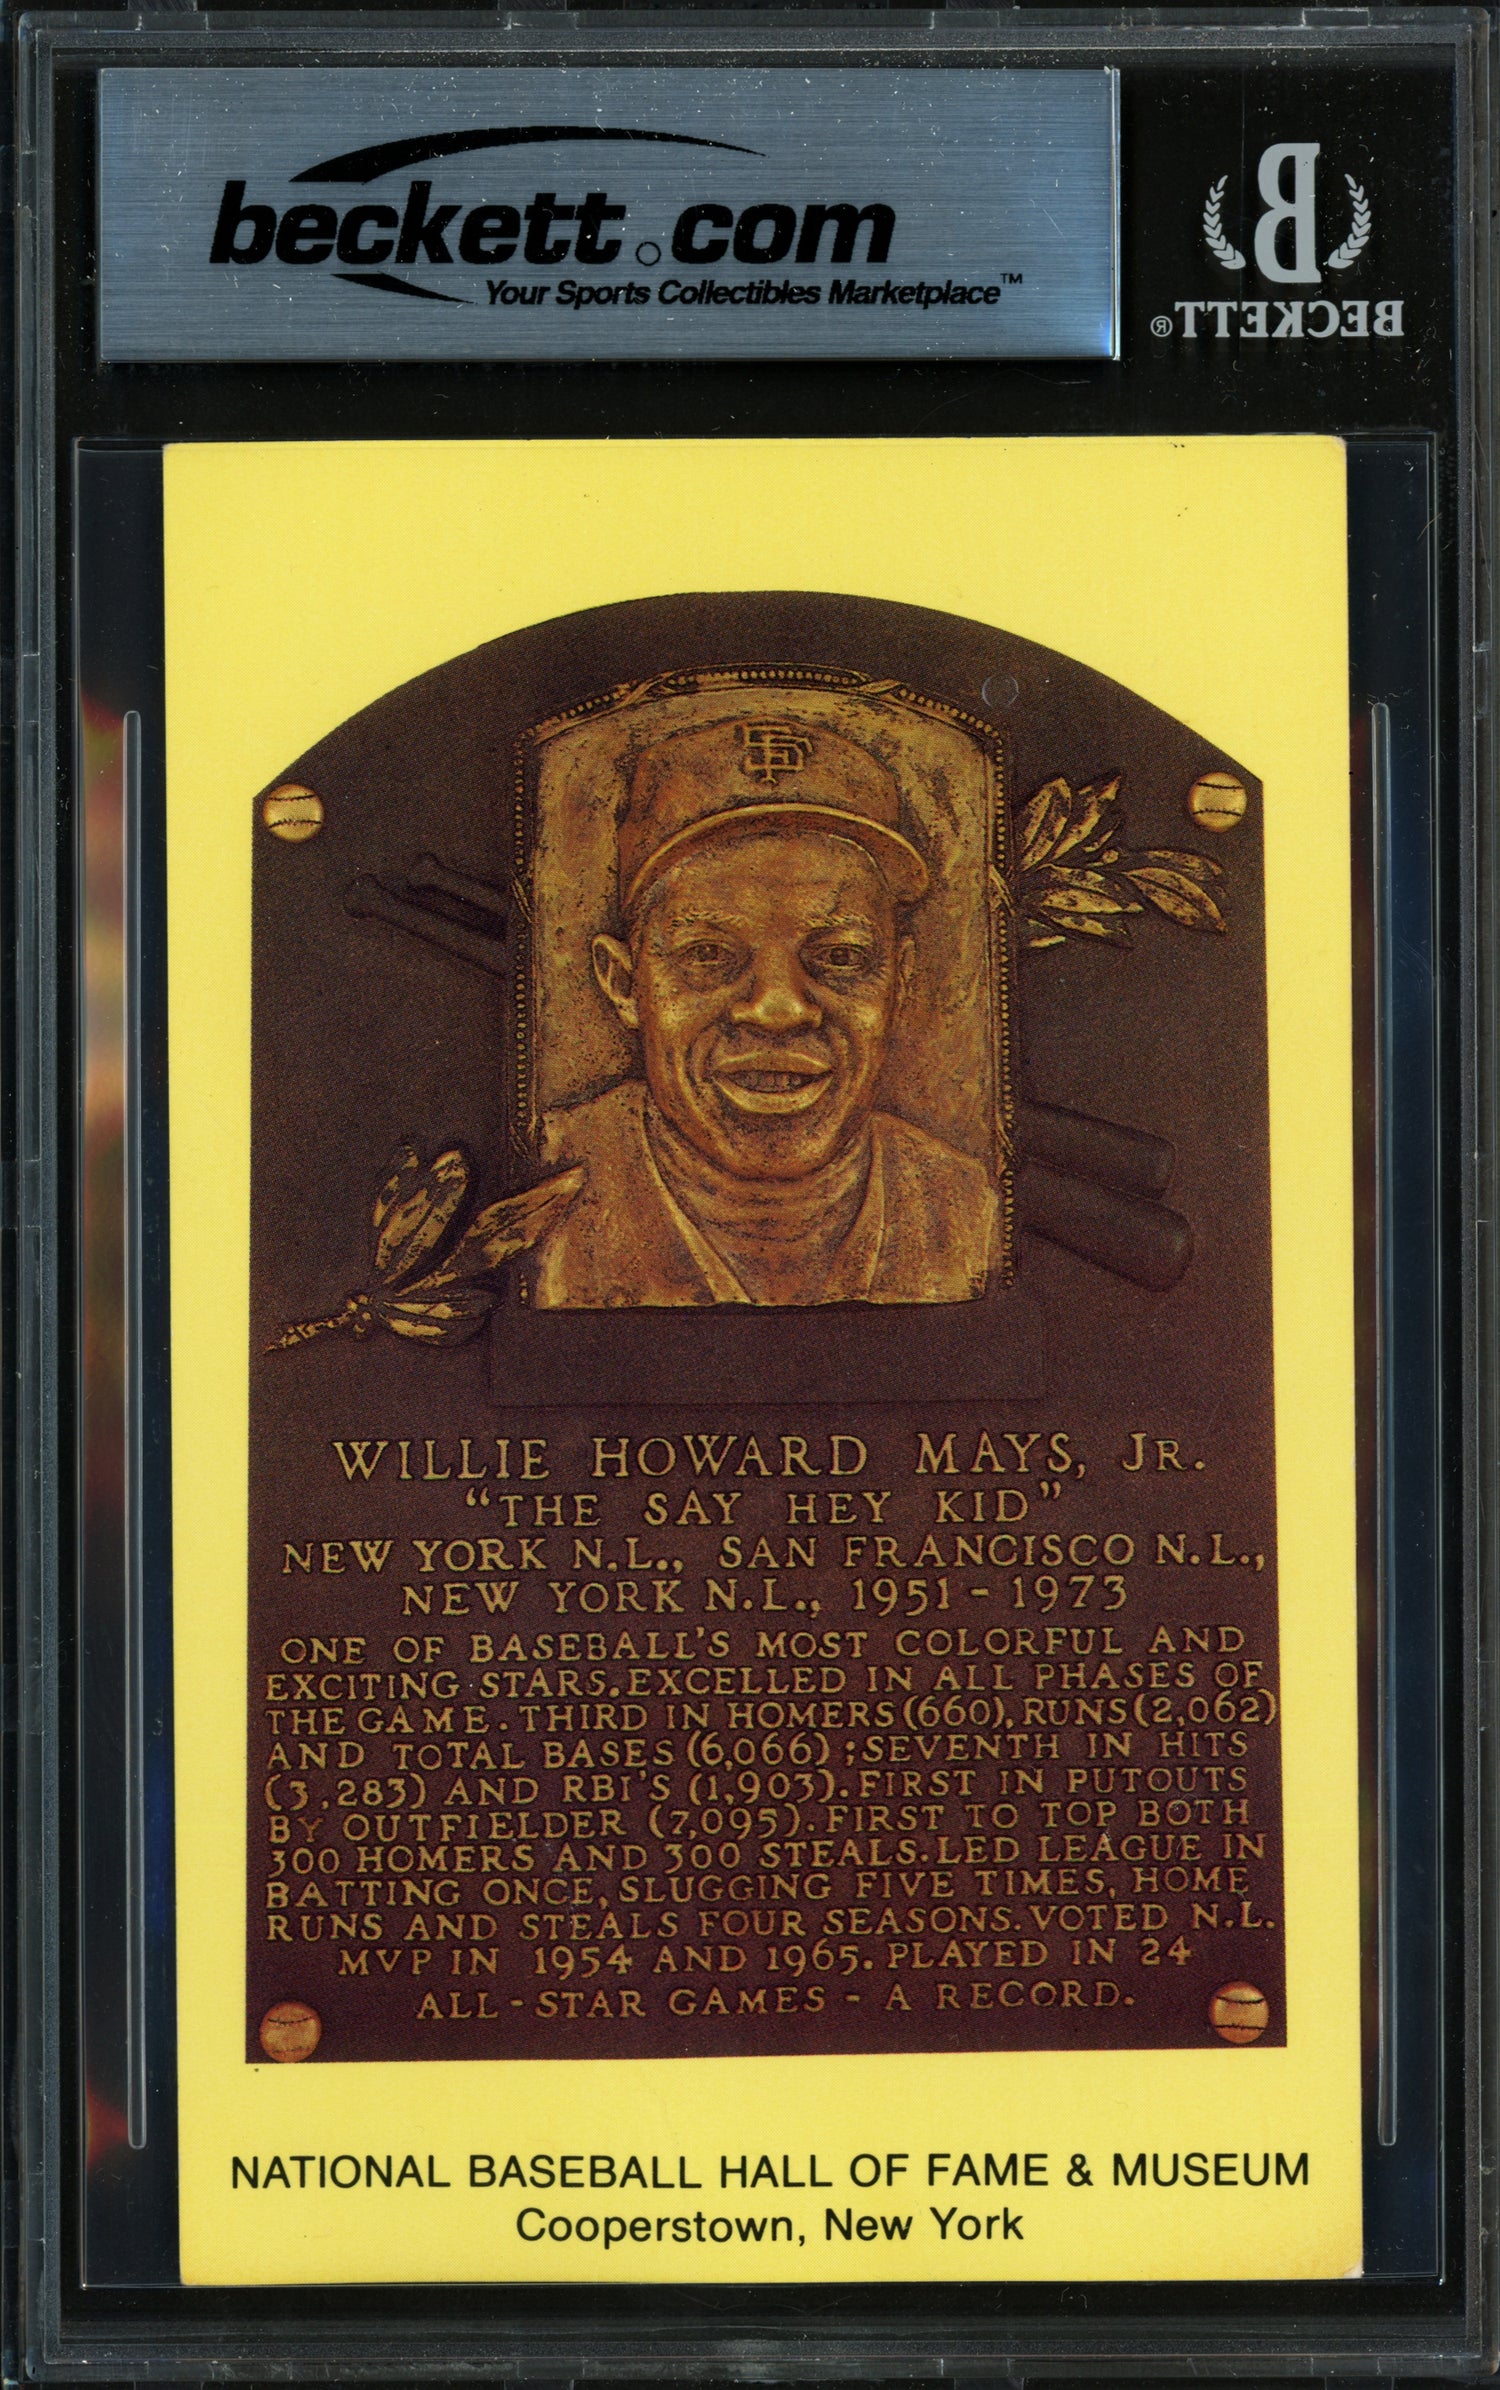 beckett.com
Your Sports Collectibles Marketplace™
B
BECKETT®
SF
WILLIE HOWARD MAYS, JR.
"THE SAY HEY KID"
NEW YORK N.L., SAN FRANCISCO N.L.,
NEW YORK N.L., 1951 - 1973
ONE OF BASEBALL'S MOST COLORFUL AND
EXCITING STARS. EXCELLED IN ALL PHASES OF
THE GAME. THIRD IN HOMERS (660), RUNS (2,062)
AND TOTAL BASES (6,066) ; SEVENTH IN HITS
(3,283) AND RBI'S (1,903). FIRST IN PUTOUTS
BY OUTFIELDER (7,095). FIRST TO TOP BOTH
300 HOMERS AND 300 STEALS. LED LEAGUE IN
BATTING ONCE, SLUGGING FIVE TIMES, HOME
RUNS AND STEALS FOUR SEASONS. VOTED N.L.
MVP IN 1954 AND 1965. PLAYED IN 24
ALL-STAR GAMES - A RECORD.
NATIONAL BASEBALL HALL OF FAME & MUSEUM
Cooperstown, New York